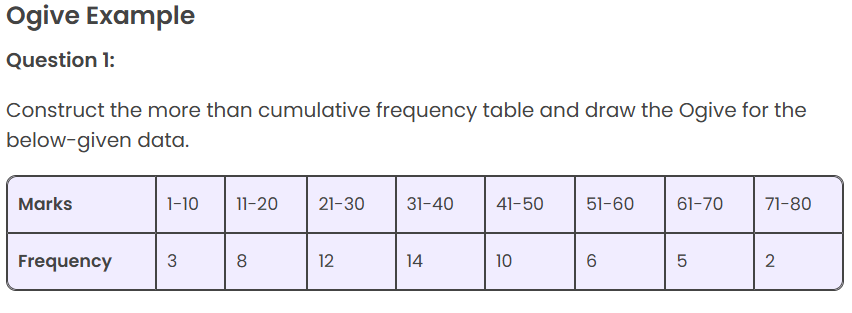 Ogive Example
Question 1:
Construct the more than cumulative frequency table and draw the Ogive for the
below-given data.
Marks 1-10 11-20 21-30 31-40 41-50 51-60 61-70 71-80
Frequency 3 8 12 14 10 6 5 2